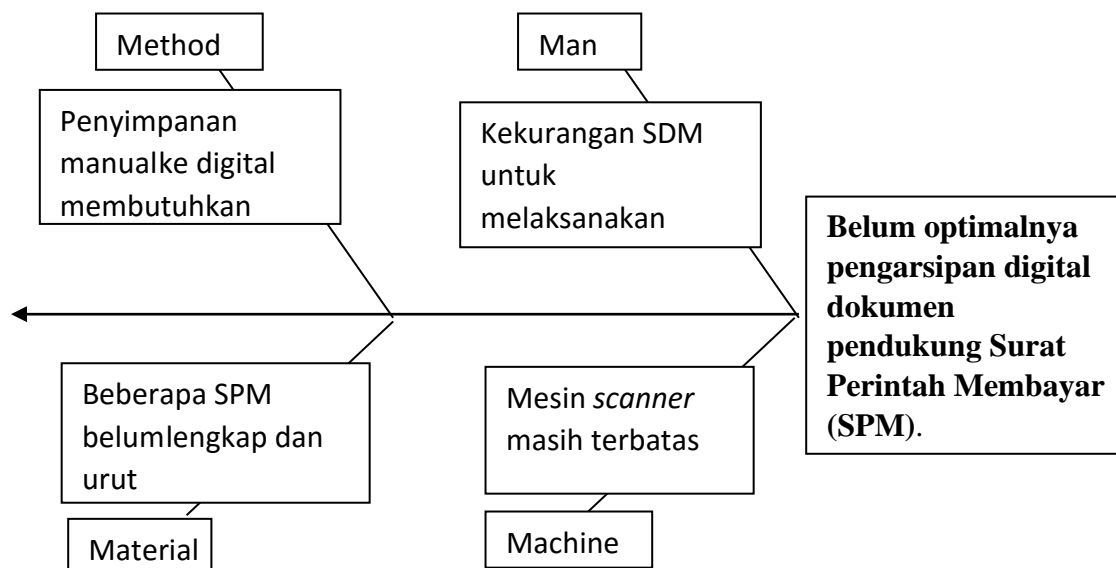 Method
Penyimpanan
manualke digital
membutuhkan
Man
Kekurangan SDM
untuk
melaksanakan
Belum optimalnya
pengarsipan digital
dokumen
pendukung Surat
Perintah Membayar
(SPM).
Beberapa SPM
belumlengkap dan
urut
Material
Mesin scanner
masih terbatas
Machine